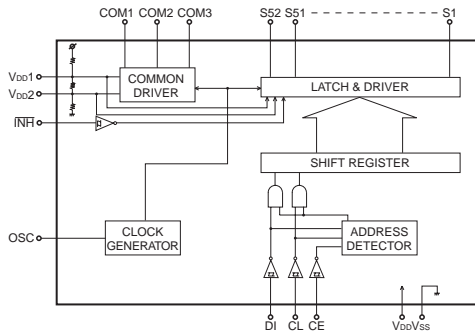 COM1 COM2 COM3 S52 S51 S1
VDD1
VDD2
COMMON
DRIVER
LATCH & DRIVER
INH
SHIFT REGISTER
OSC
CLOCK
GENERATOR
ADDRESS
DETECTOR
DI CL CE VDD VSS